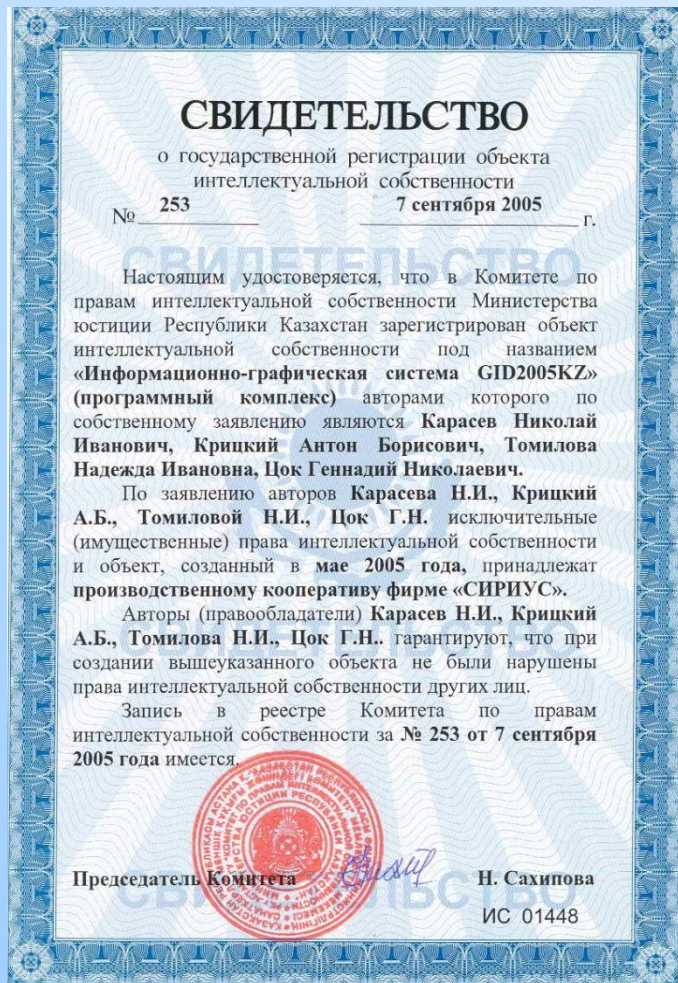 СВИДЕТЕЛЬСТВО
о государственной регистрации объекта
интеллектуальной собственности
№ 253 7 сентября 2005 г.
СВИДЕТЕЛЬСТВО
Настоящим удостоверяется, что в Комитете по
правам интеллектуальной собственности Министерства
юстиции Республики Казахстан зарегистрирован объект
интеллектуальной собственности под названием
«Информационно-графическая система GID2005KZ»
(программный комплекс) авторами которого по
собственному заявлению являются Карасев Николай
Иванович, Крицкий Антон Борисович, Томилова
Надежда Ивановна, Цок Геннадий Николаевич.
По заявлению авторов Карасева Н.И., Крицкий
А.Б., Томиловой Н.И., Цок Г.Н. исключительные
(имущественные) права интеллектуальной собственности
и объект, созданный в мае 2005 года, принадлежат
производственному кооперативу фирме «СИРИУС».
Авторы (правообладатели) Карасев Н.И., Крицкий
А.Б., Томилова Н.И., Цок Г.Н.. гарантируют, что при
создании вышеуказанного объекта не были нарушены
права интеллектуальной собственности других лиц.
Запись в реестре Комитета по правам
интеллектуальной собственности за № 253 от 7 сентября
2005 года имеется.
Председатель Комитета Н. Сахипова
ИС 01448